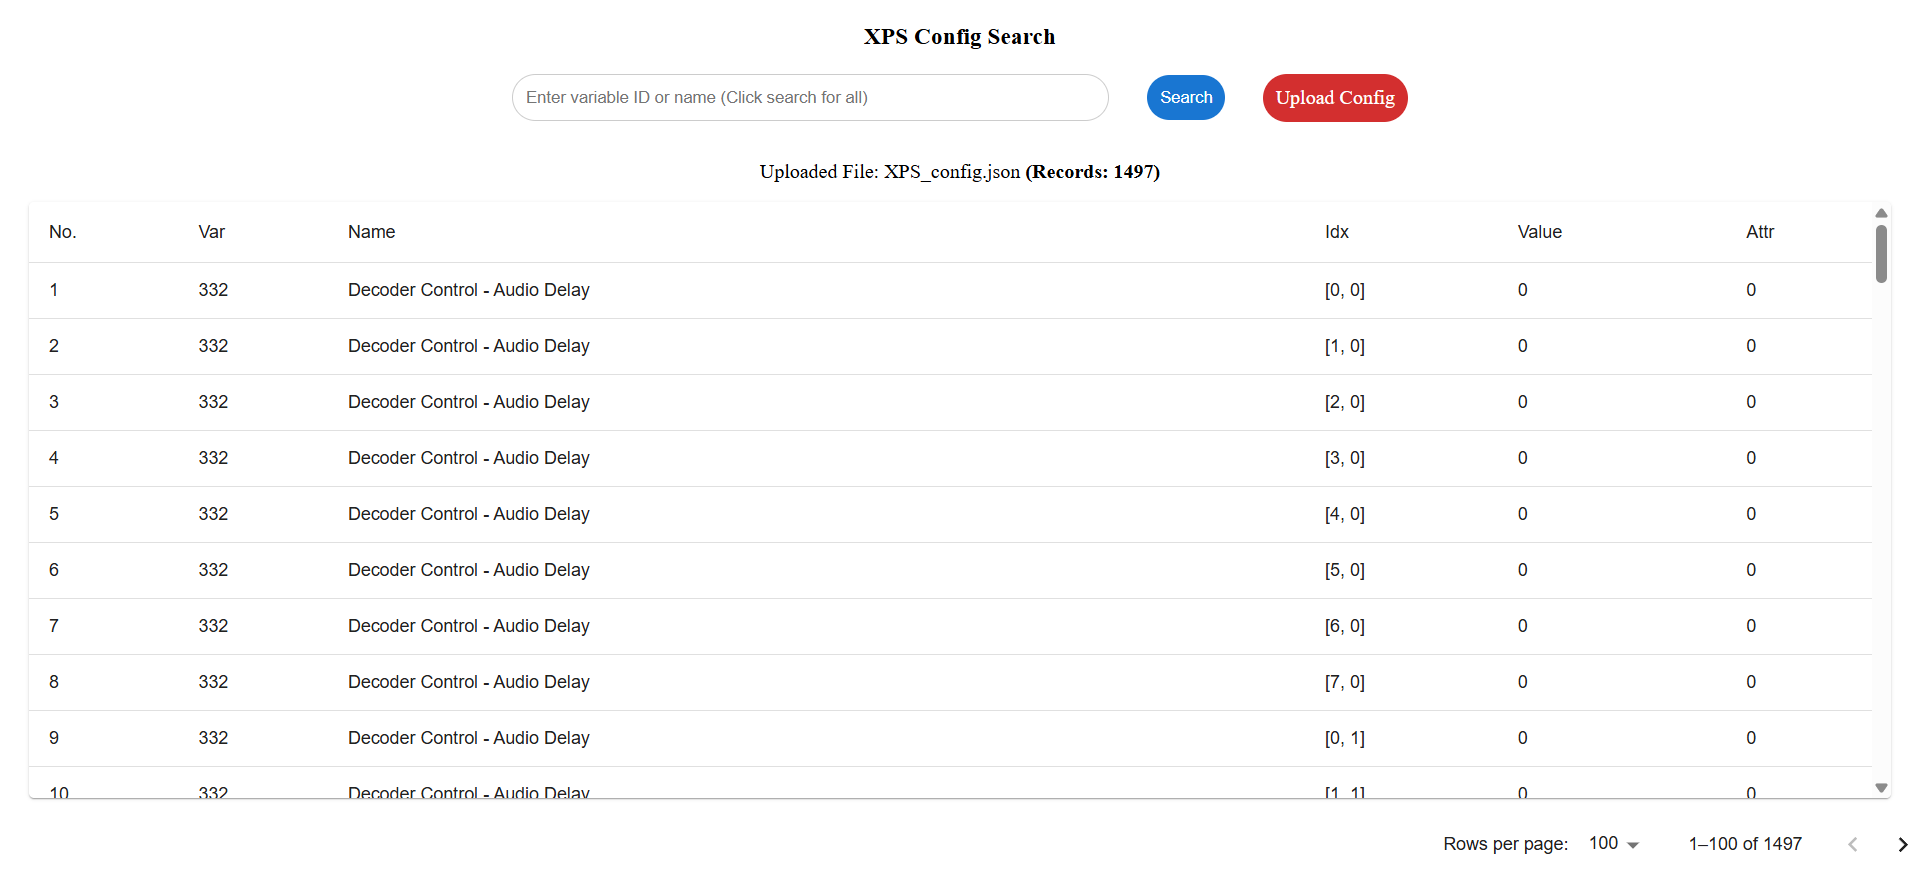 XPS Config Search
Enter variable ID or name (Click search for all) Search Upload Config
Uploaded File: XPS_config.json (Records: 1497)
No. Var Name Idx Value Attr
1 332 Decoder Control - Audio Delay [0, 0] 0 0
2 332 Decoder Control - Audio Delay [1, 0] 0 0
3 332 Decoder Control - Audio Delay [2, 0] 0 0
4 332 Decoder Control - Audio Delay [3, 0] 0 0
5 332 Decoder Control - Audio Delay [4, 0] 0 0
6 332 Decoder Control - Audio Delay [5, 0] 0 0
7 332 Decoder Control - Audio Delay [6, 0] 0 0
8 332 Decoder Control - Audio Delay [7, 0] 0 0
9 332 Decoder Control - Audio Delay [0, 1] 0 0
10 332 Decoder Control - Audio Delay [1, 1] 0 0
Rows per page: 100 1–100 of 1497